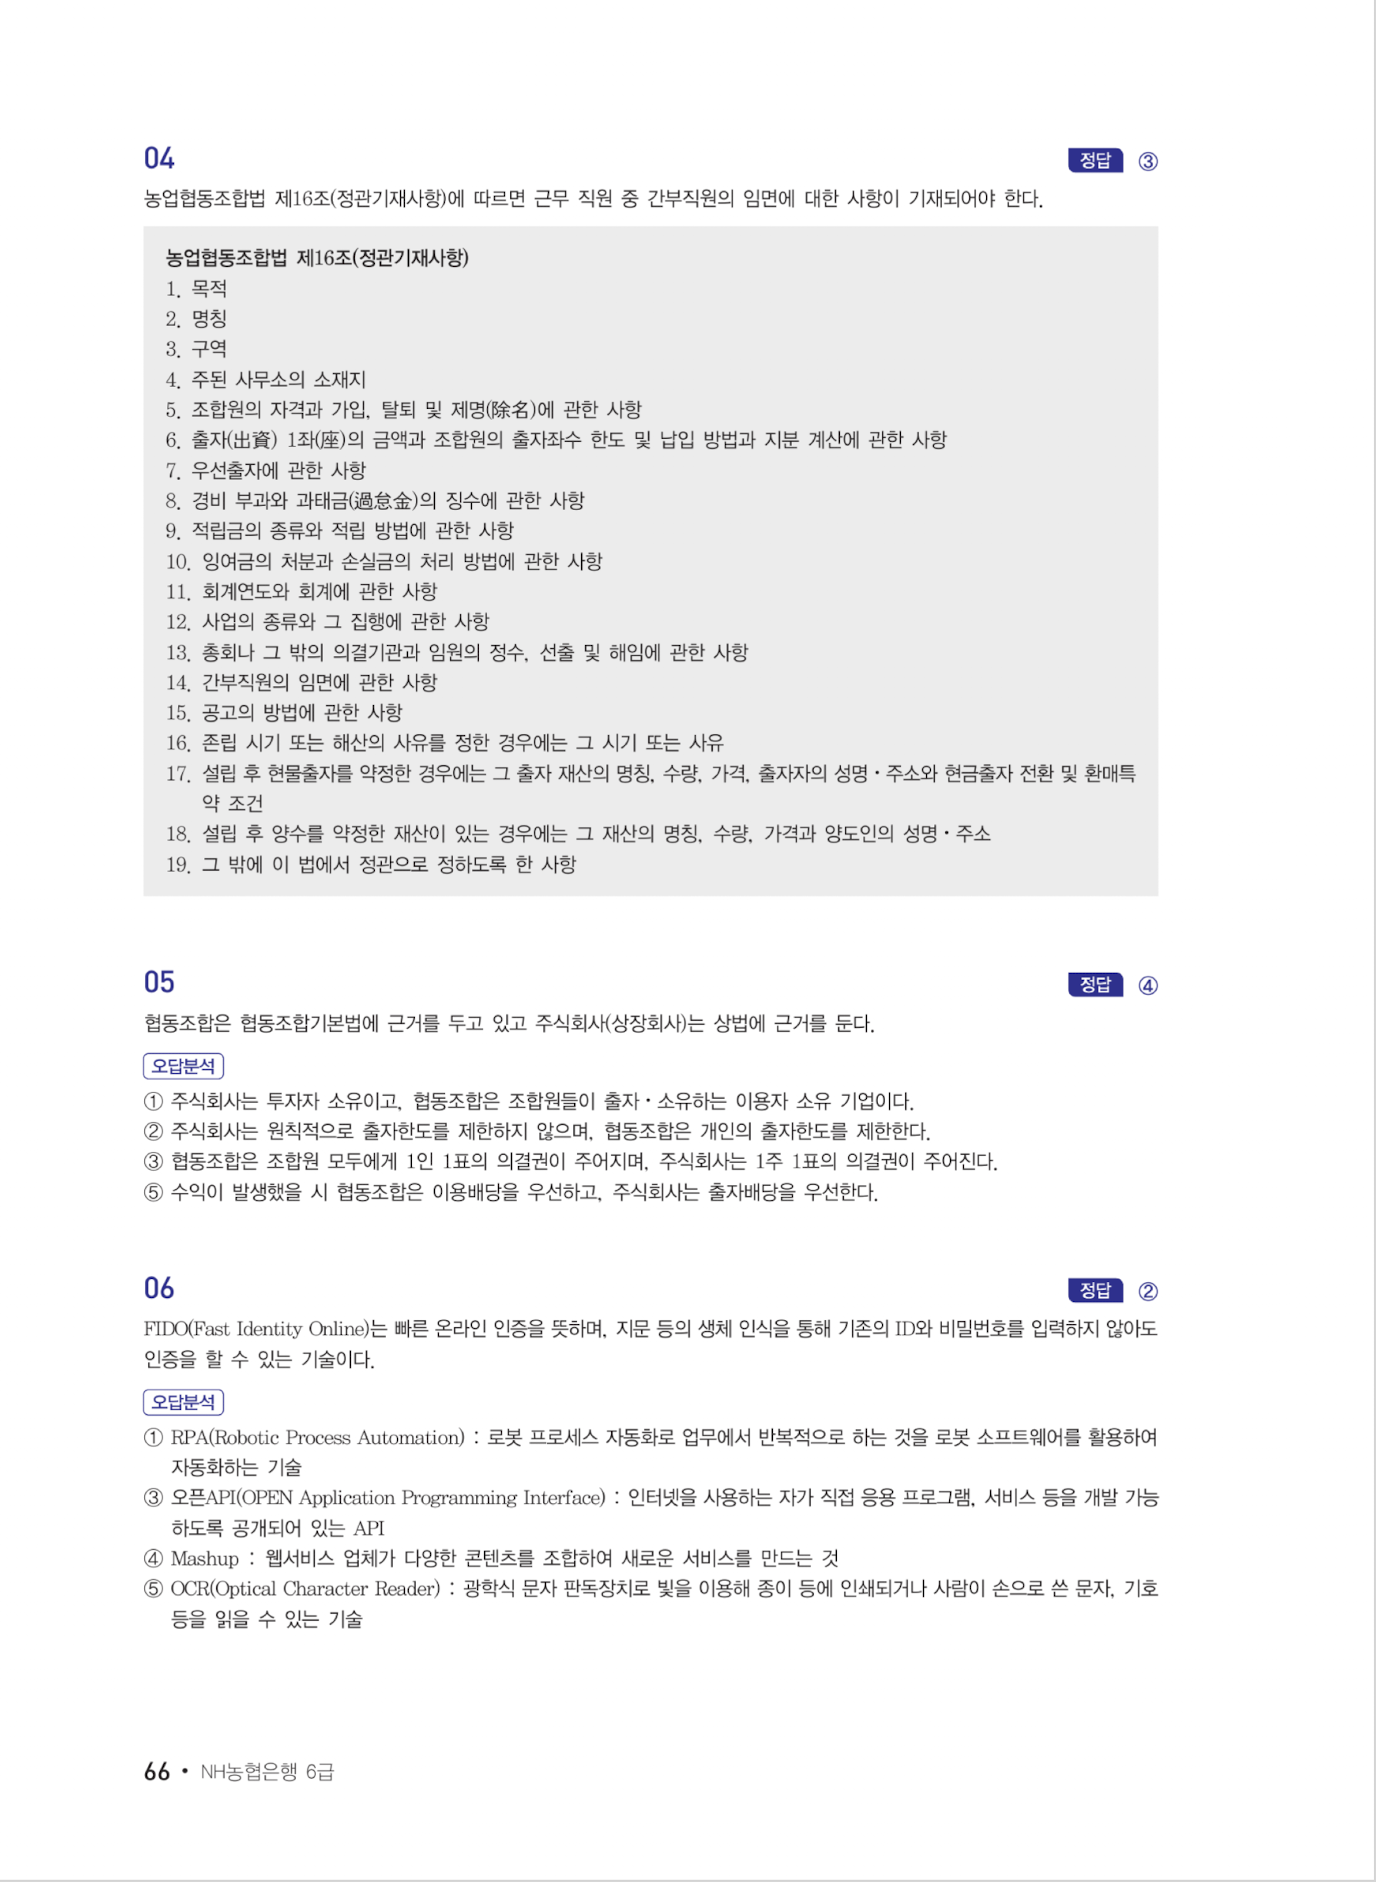 04
정답 ③
농업협동조합법 제16조(정관기재사항)에 따르면 근무 직원 중 간부직원의 임면에 대한 사항이 기재되어야 한다.
농업협동조합법 제16조(정관기재사항)
1. 목적
2. 명칭
3. 구역
4. 주된 사무소의 소재지
5. 조합원의 자격과 가입, 탈퇴 및 제명(除名)에 관한 사항
6. 출자(出資) 1좌(座)의 금액과 조합원의 출자좌수 한도 및 납입 방법과 지분 계산에 관한 사항
7. 우선출자에 관한 사항
8. 경비 부과와 과태금(過怠金)의 징수에 관한 사항
9. 적립금의 종류와 적립 방법에 관한 사항
10. 잉여금의 처분과 손실금의 처리 방법에 관한 사항
11. 회계연도와 회계에 관한 사항
12. 사업의 종류와 그 집행에 관한 사항
13. 총회나 그 밖의 의결기관과 임원의 정수, 선출 및 해임에 관한 사항
14. 간부직원의 임면에 관한 사항
15. 공고의 방법에 관한 사항
16. 존립 시기 또는 해산의 사유를 정한 경우에는 그 시기 또는 사유
17. 설립 후 현물출자를 약정한 경우에는 그 출자 재산의 명칭, 수량, 가격, 출자자의 성명・주소와 현금출자 전환 및 환매특
약 조건
18. 설립 후 양수를 약정한 재산이 있는 경우에는 그 재산의 명칭, 수량, 가격과 양도인의 성명・주소
19. 그 밖에 이 법에서 정관으로 정하도록 한 사항
05
정답 ④
협동조합은 협동조합기본법에 근거를 두고 있고 주식회사(상장회사)는 상법에 근거를 둔다.
오답분석
① 주식회사는 투자자 소유이고, 협동조합은 조합원들이 출자・소유하는 이용자 소유 기업이다.
② 주식회사는 원칙적으로 출자한도를 제한하지 않으며, 협동조합은 개인의 출자한도를 제한한다.
③ 협동조합은 조합원 모두에게 1인 1표의 의결권이 주어지며, 주식회사는 1주 1표의 의결권이 주어진다.
⑤ 수익이 발생했을 시 협동조합은 이용배당을 우선하고, 주식회사는 출자배당을 우선한다.
06
정답 ②
FIDO(Fast Identity Online)는 빠른 온라인 인증을 뜻하며, 지문 등의 생체 인식을 통해 기존의 ID와 비밀번호를 입력하지 않아도
인증을 할 수 있는 기술이다.
오답분석
① RPA(Robotic Process Automation) : 로봇 프로세스 자동화로 업무에서 반복적으로 하는 것을 로봇 소프트웨어를 활용하여
자동화하는 기술
③ 오픈API(OPEN Application Programming Interface) : 인터넷을 사용하는 자가 직접 응용 프로그램, 서비스 등을 개발 가능
하도록 공개되어 있는 API
④ Mashup : 웹서비스 업체가 다양한 콘텐츠를 조합하여 새로운 서비스를 만드는 것
⑤ OCR(Optical Character Reader) : 광학식 문자 판독장치로 빛을 이용해 종이 등에 인쇄되거나 사람이 손으로 쓴 문자, 기호
등을 읽을 수 있는 기술
66 • NH농협은행 6급